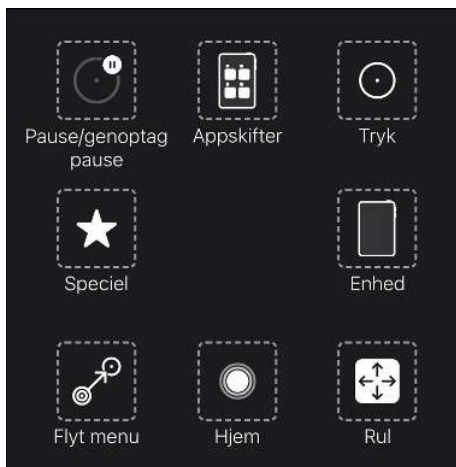 Pause/genoptag
pause
Appskifter
Tryk
Speciel
Enhed
Flyt menu
Hjem
Rul